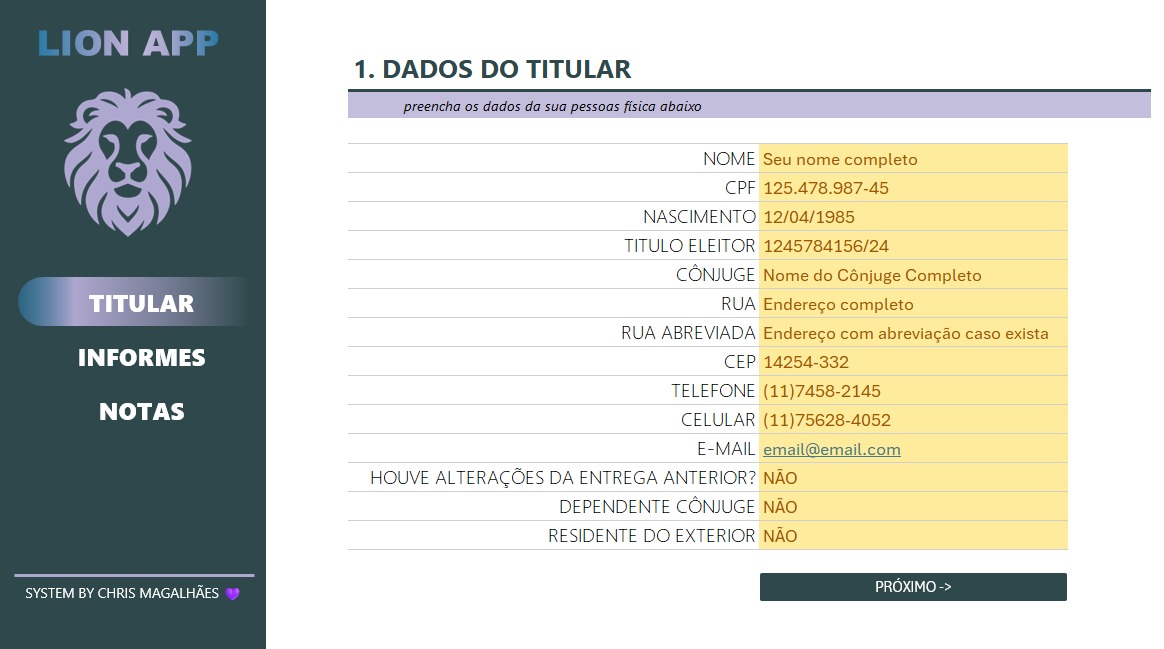 LION APP
TITULAR
INFORMES
NOTAS
SYSTEM BY CHRIS MAGALHÃES 💜
1. DADOS DO TITULAR
preencha os dados da sua pessoas física abaixo
NOME Seu nome completo
CPF 125.478.987-45
NASCIMENTO 12/04/1985
TITULO ELEITOR 1245784156/24
CÔNJUGE Nome do Cônjuge Completo
RUA Endereço completo
RUA ABREVIADA Endereço com abreviação caso exista
CEP 14254-332
TELEFONE (11)7458-2145
CELULAR (11)75628-4052
E-MAIL email@email.com
HOUVE ALTERAÇÕES DA ENTREGA ANTERIOR? NÃO
DEPENDENTE CÔNJUGE NÃO
RESIDENTE DO EXTERIOR NÃO
PRÓXIMO ->